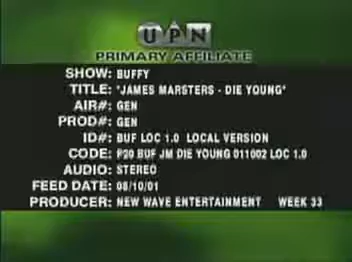 UPN
PRIMARY AFFILIATE
SHOW: BUFFY
TITLE: "JAMES MARSTERS - DIE YOUNG"
AIR#: GEN
PROD#: GEN
ID#: BUF LOC 1.0 LOCAL VERSION
CODE: P20 BUF JM DIE YOUNG 011002 LOC 1.0
AUDIO: STEREO
FEED DATE: 08/10/01
PRODUCER: NEW WAVE ENTERTAINMENT WEEK 33